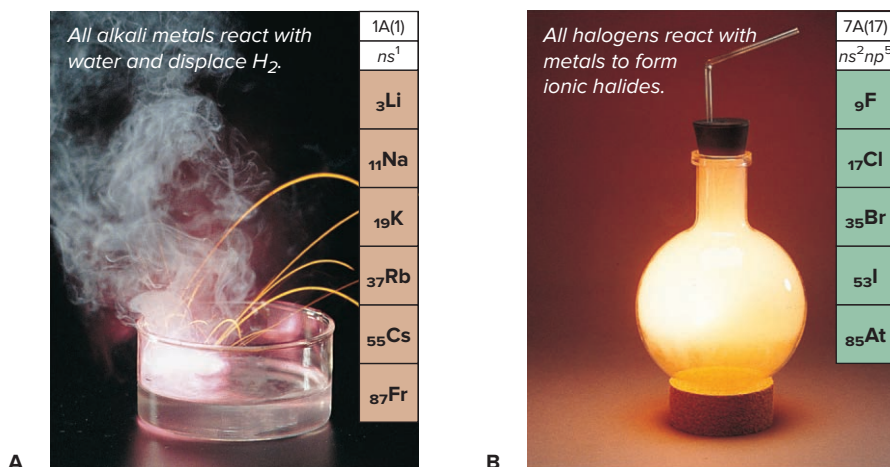 All alkali metals react with
water and displace H₂.
1A(1)
ns¹
₃Li
₁₁Na
₁₉K
₃₇Rb
₅₅Cs
₈₇Fr
A
All halogens react with
metals to form
ionic halides.
7A(17)
ns²np⁵
₉F
₁₇Cl
₃₅Br
₅₃I
₈₅At
B